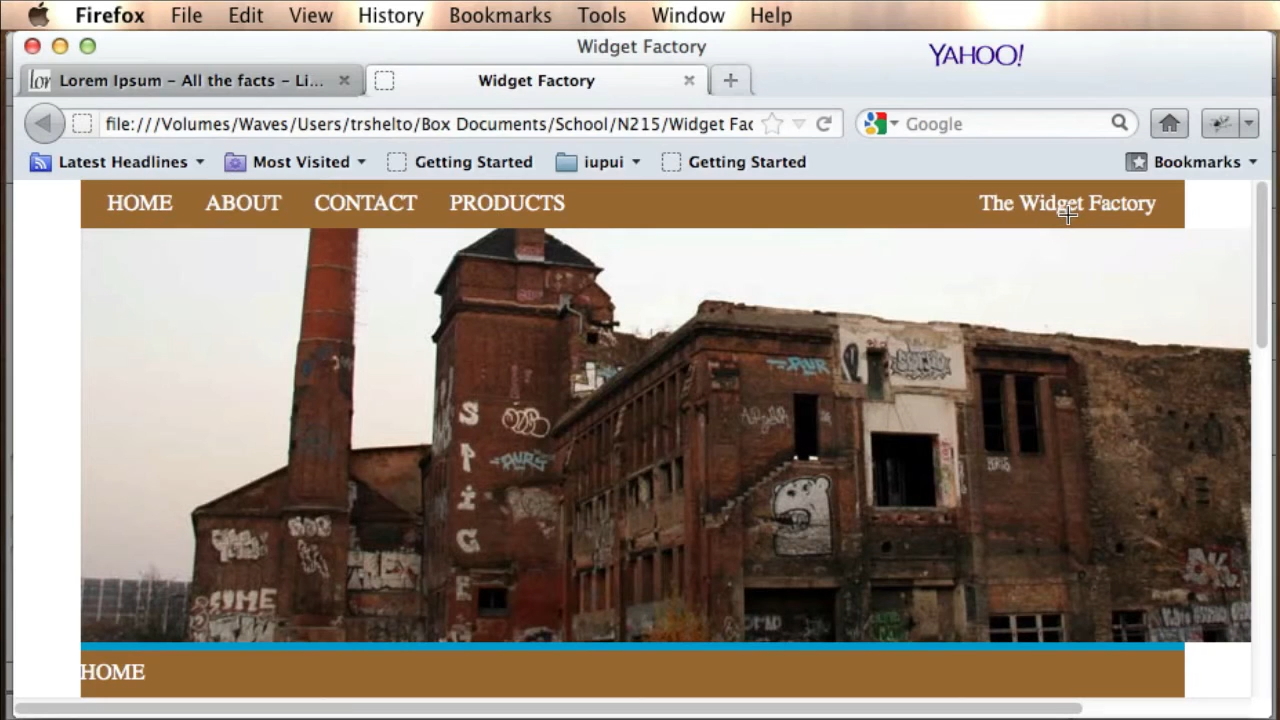 Firefox File Edit View History Bookmarks Tools Window Help
Widget Factory
YAHOO!
lor Lorem Ipsum – All the facts – Li... Widget Factory
file:///Volumes/Waves/Users/trshelto/Box Documents/School/N215/Widget Fac Google
Latest Headlines Most Visited Getting Started iupui Getting Started Bookmarks
HOME ABOUT CONTACT PRODUCTS The Widget Factory
S
P
I
C
E
HOME